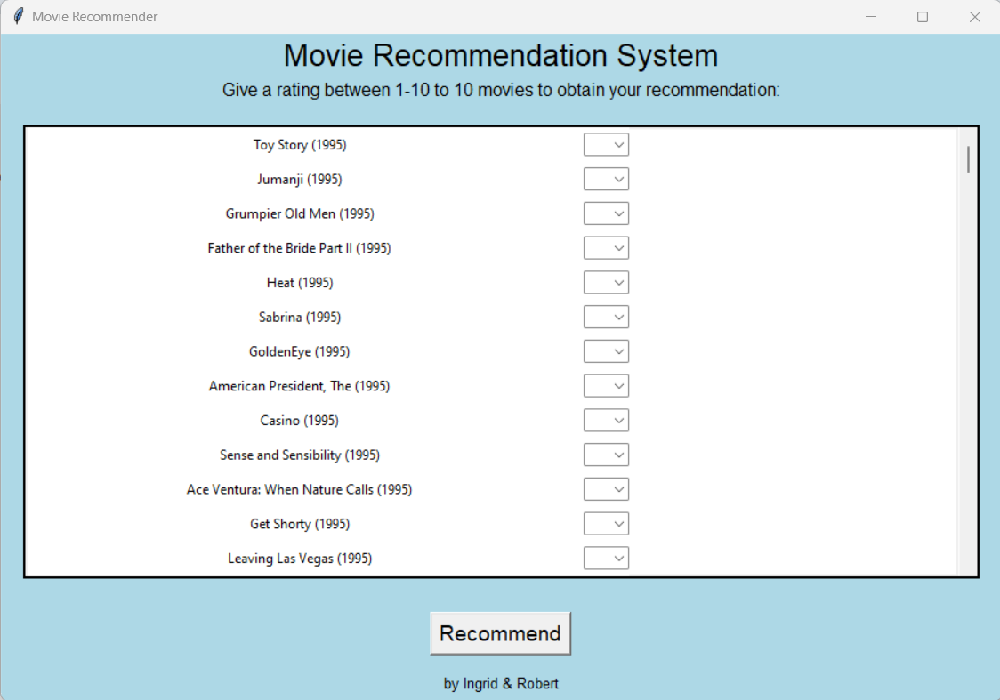 Movie Recommender
Movie Recommendation System
Give a rating between 1-10 to 10 movies to obtain your recommendation:
Toy Story (1995)
Jumanji (1995)
Grumpier Old Men (1995)
Father of the Bride Part II (1995)
Heat (1995)
Sabrina (1995)
GoldenEye (1995)
American President, The (1995)
Casino (1995)
Sense and Sensibility (1995)
Ace Ventura: When Nature Calls (1995)
Get Shorty (1995)
Leaving Las Vegas (1995)
Recommend
by Ingrid & Robert